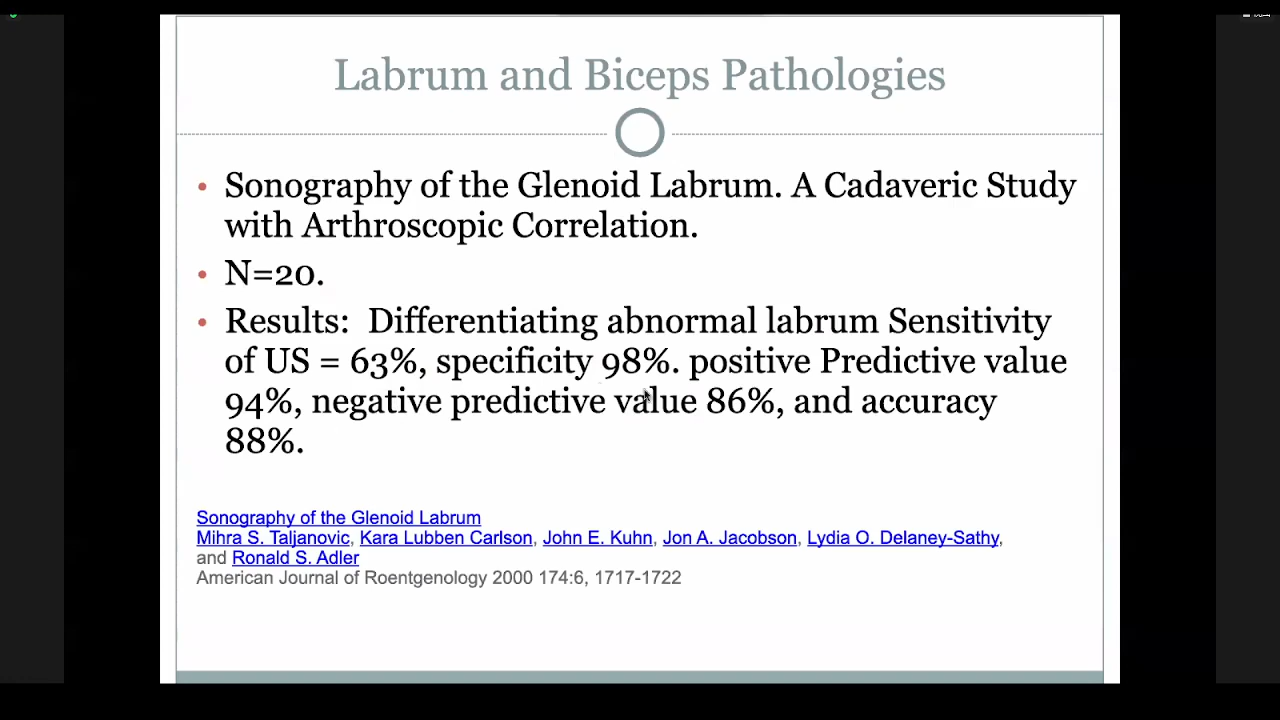 Labrum and Biceps Pathologies
• Sonography of the Glenoid Labrum. A Cadaveric Study
with Arthroscopic Correlation.
• N=20.
• Results:  Differentiating abnormal labrum Sensitivity
of US = 63%, specificity 98%. positive Predictive value
94%, negative predictive value 86%, and accuracy
88%.
Sonography of the Glenoid Labrum
Mihra S. Taljanovic, Kara Lubben Carlson, John E. Kuhn, Jon A. Jacobson, Lydia O. Delaney-Sathy,
and Ronald S. Adler
American Journal of Roentgenology 2000 174:6, 1717-1722